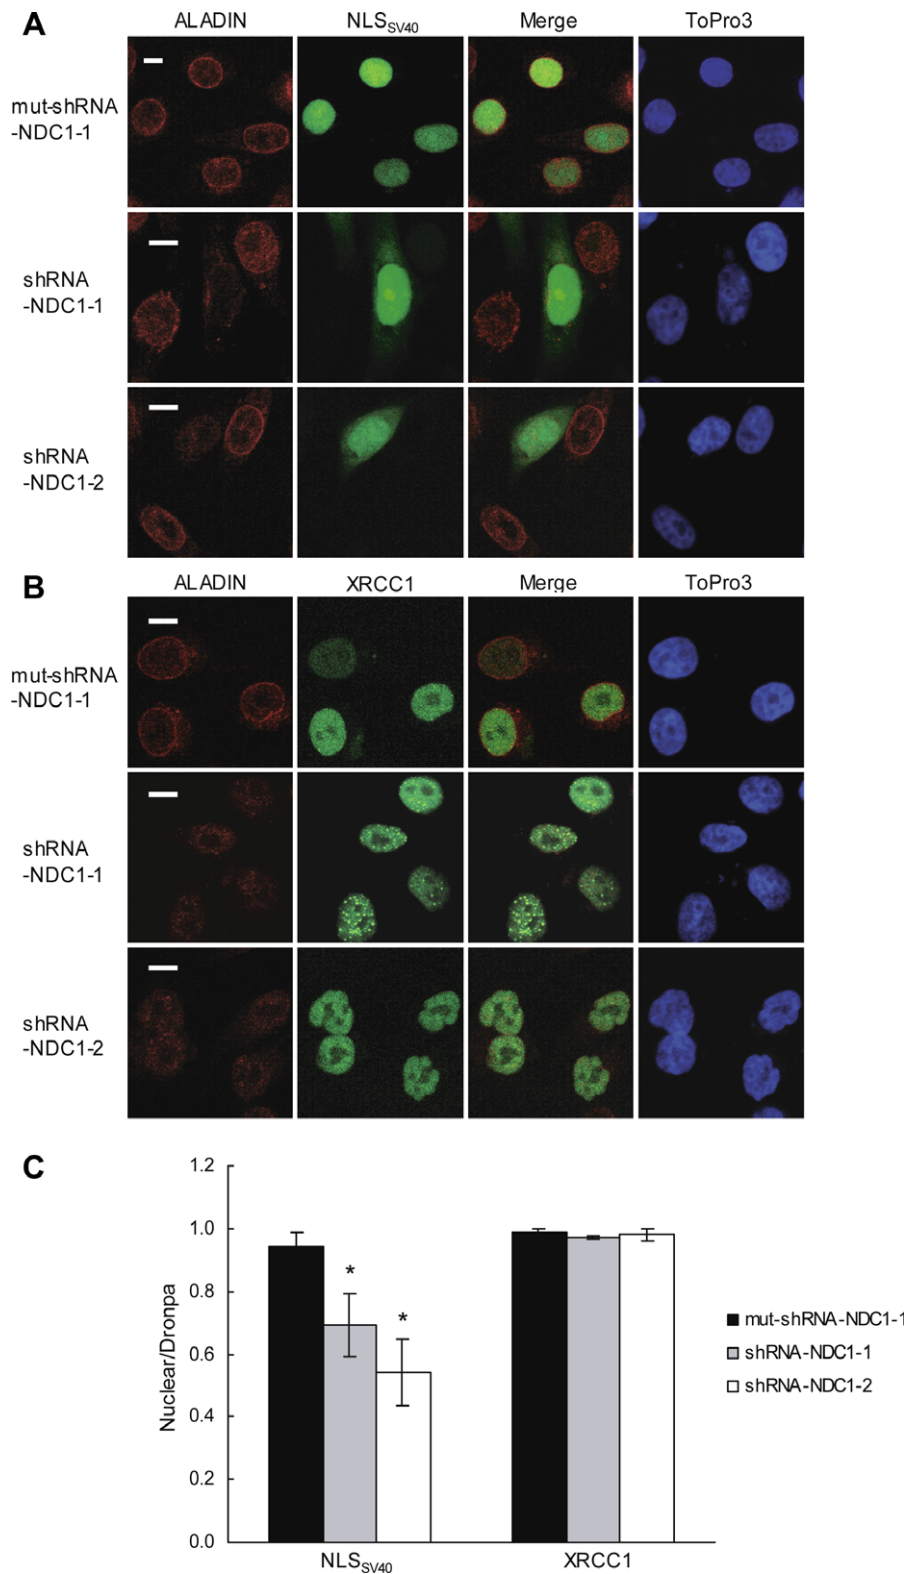 A
ALADIN NLSSV40 Merge ToPro3
mut-shRNA
-NDC1-1
shRNA
-NDC1-1
shRNA
-NDC1-2
B
ALADIN XRCC1 Merge ToPro3
mut-shRNA
-NDC1-1
shRNA
-NDC1-1
shRNA
-NDC1-2
C
1.2
1.0
0.8
0.6
0.4
0.2
0.0
Nuclear/Dronpa
* *
NLSSV40 XRCC1
mut-shRNA-NDC1-1
shRNA-NDC1-1
shRNA-NDC1-2